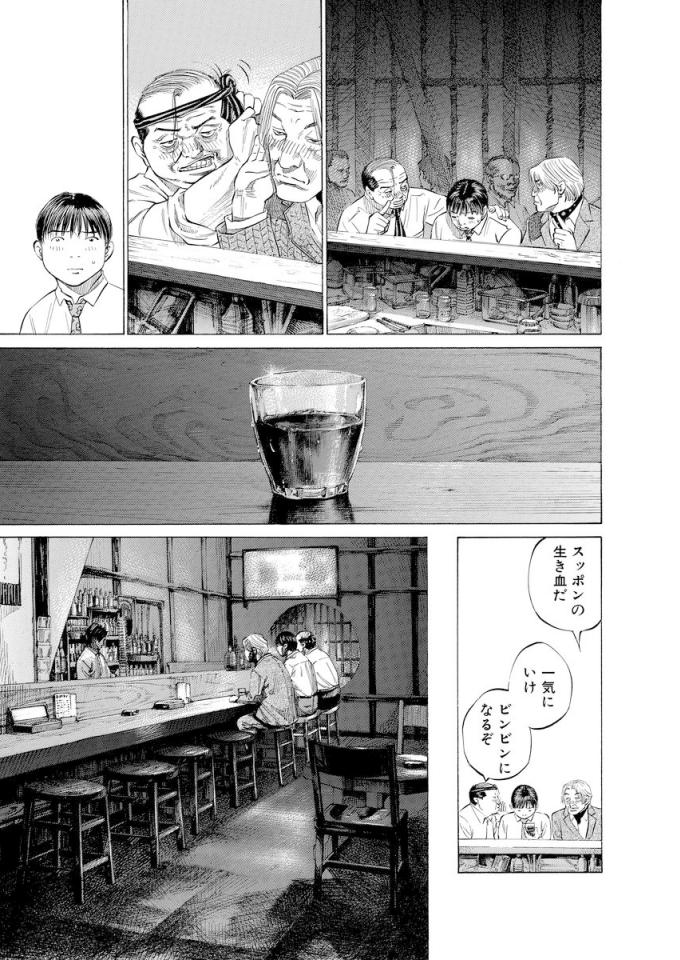 スッポンの
生き血だ
一気に
いけ
ビンビンに
なるぞ